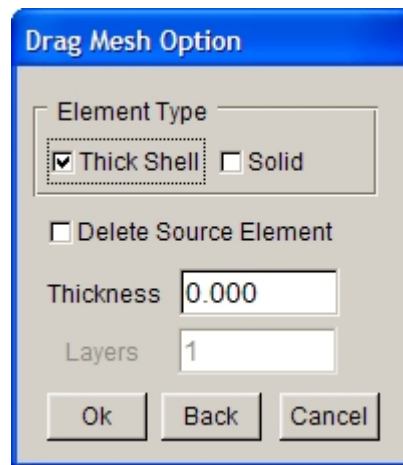 Drag Mesh Option
Element Type
Thick Shell Solid
Delete Source Element
Thickness 0.000
Layers 1
Ok Back Cancel